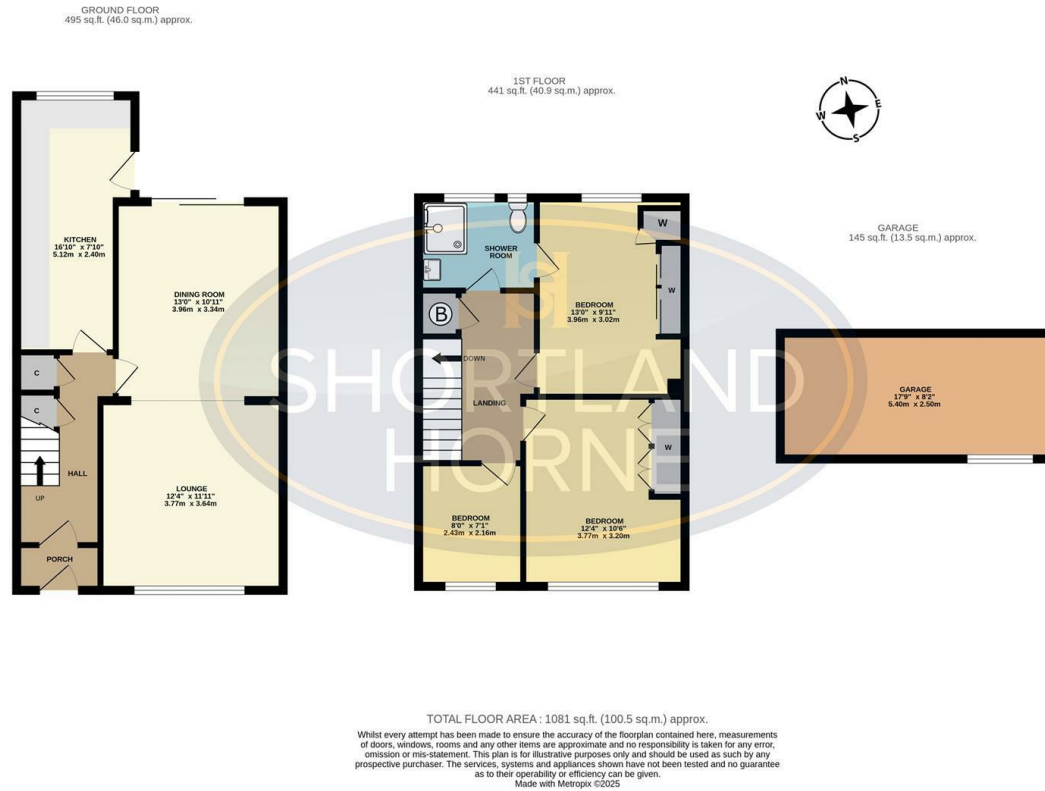 GROUND FLOOR
495 sq.ft. (46.0 sq.m.) approx.
KITCHEN
16'10" x 7'10"
5.12m x 2.40m
DINING ROOM
13'0" x 10'11"
3.96m x 3.34m
C
C
HALL
UP
LOUNGE
12'4" x 11'11"
3.77m x 3.64m
PORCH
1ST FLOOR
441 sq.ft. (40.9 sq.m.) approx.
SHOWER
ROOM
W
W
BEDROOM
13'0" x 9'11"
3.96m x 3.02m
B
DOWN
LANDING
W
BEDROOM
8'0" x 7'1"
2.43m x 2.16m
BEDROOM
12'4" x 10'6"
3.77m x 3.20m
N
E
S
W
GARAGE
145 sq.ft. (13.5 sq.m.) approx.
GARAGE
17'9" x 8'2"
5.40m x 2.50m
SHORTLAND
HORNE
TOTAL FLOOR AREA : 1081 sq.ft. (100.5 sq.m.) approx.
Whilst every attempt has been made to ensure the accuracy of the floorplan contained here, measurements
of doors, windows, rooms and any other items are approximate and no responsibility is taken for any error,
omission or mis-statement. This plan is for illustrative purposes only and should be used as such by any
prospective purchaser. The services, systems and appliances shown have not been tested and no guarantee
as to their operability or efficiency can be given.
Made with Metropix ©2025